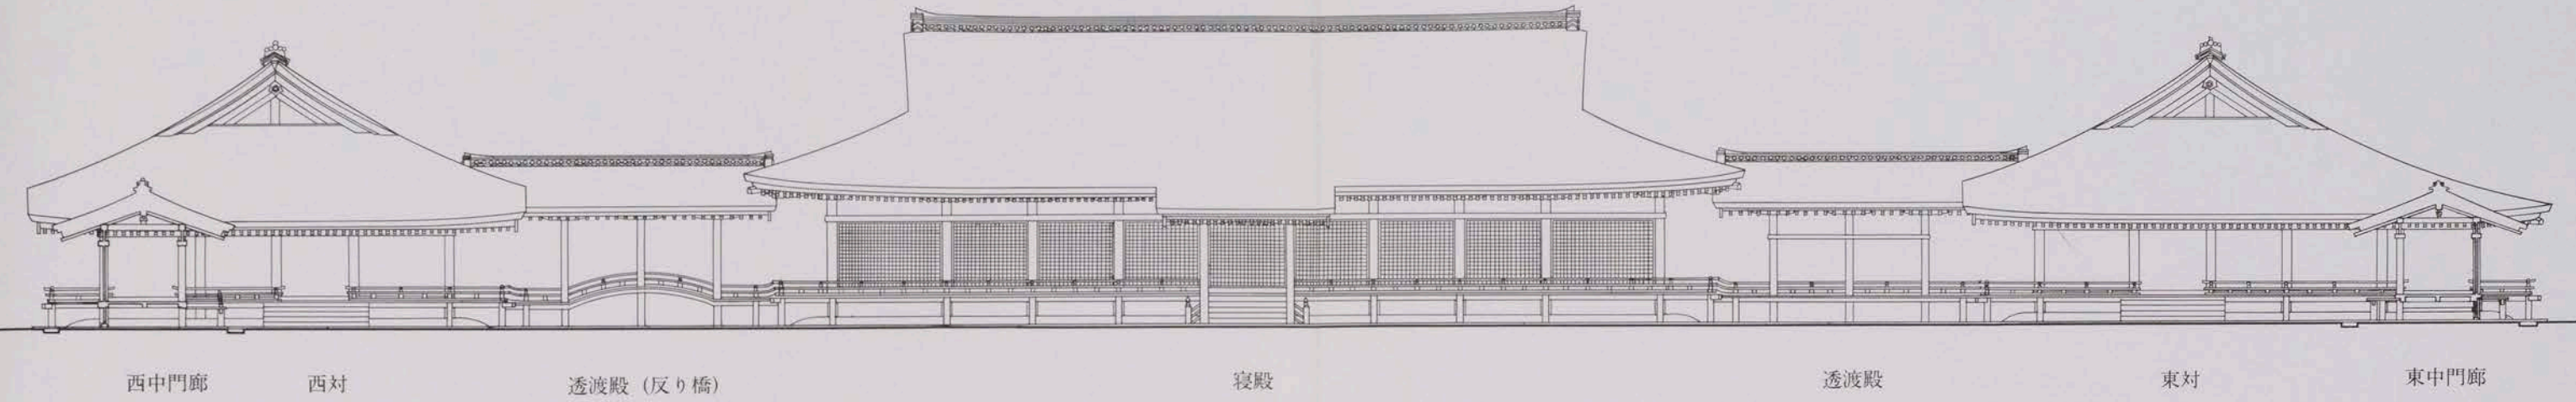 西中門廊
西対
透渡殿 (反り橋)
寝殿
透渡殿
東対
東中門廊